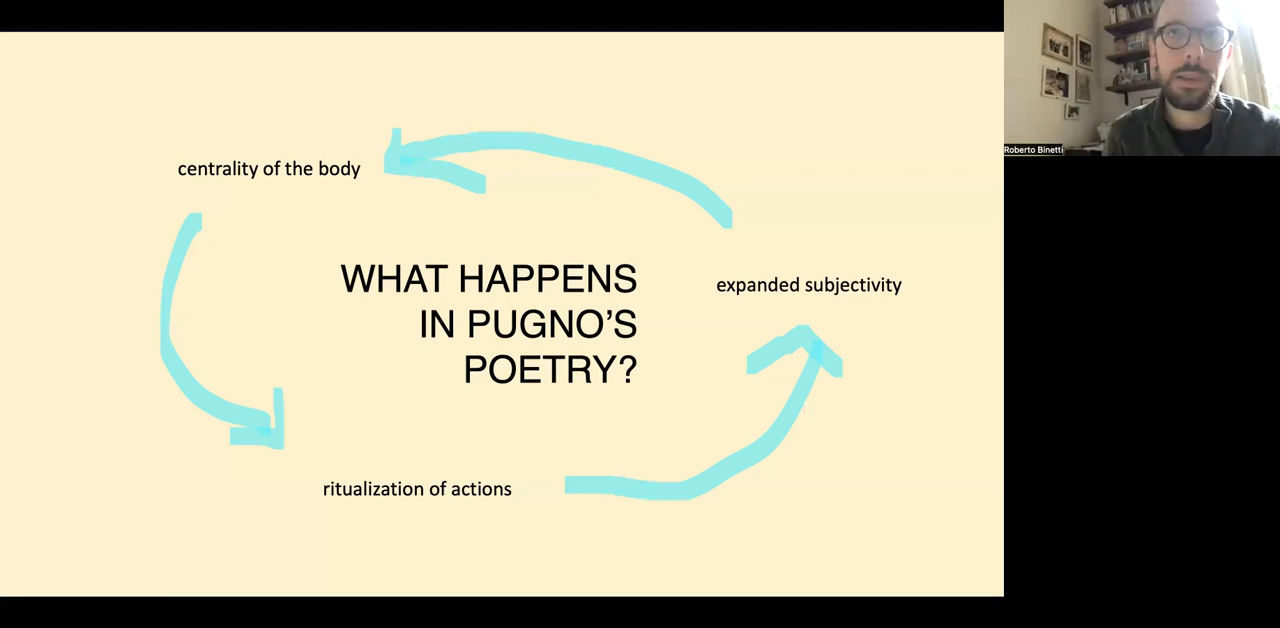 centrality of the body
WHAT HAPPENS
IN PUGNO’S
POETRY?
expanded subjectivity
ritualization of actions
Roberto Binetti